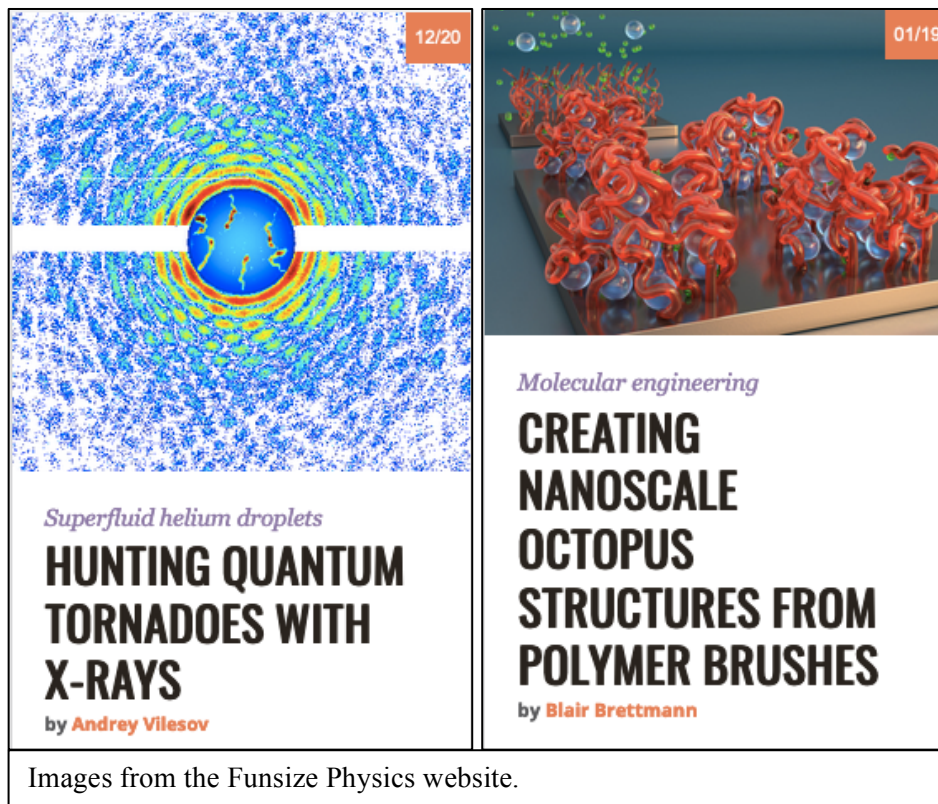 12/20
Superfluid helium droplets
HUNTING QUANTUM
TORNADOES WITH
X-RAYS
by Andrey Vilesov
01/19
Molecular engineering
CREATING
NANOSCALE
OCTOPUS
STRUCTURES FROM
POLYMER BRUSHES
by Blair Brettmann
Images from the Funsize Physics website.